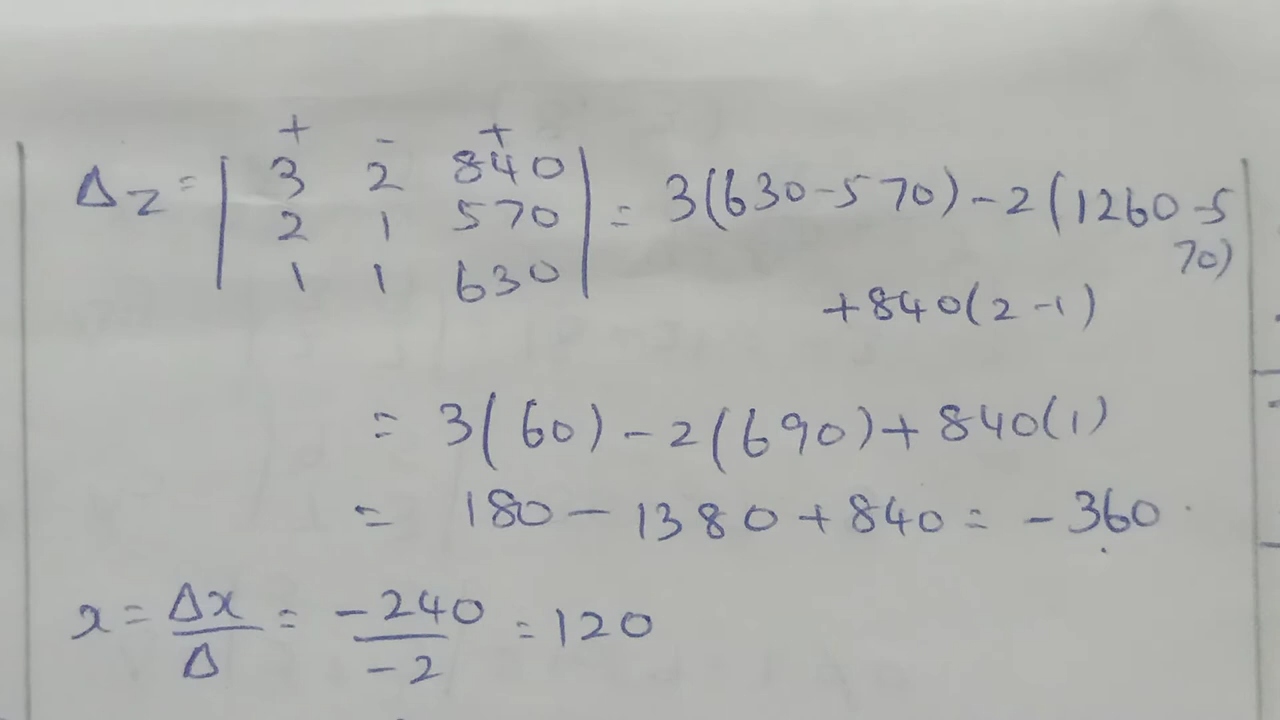 + - +
Δz = | 3 2 840 | = 3(630-570) - 2(1260-5
2 1 570
70)
1 1 630
+840(2-1)
= 3(60) - 2(690) + 840(1)
= 180 - 1380 + 840 = -360.
x = Δx/Δ = -240/-2 = 120